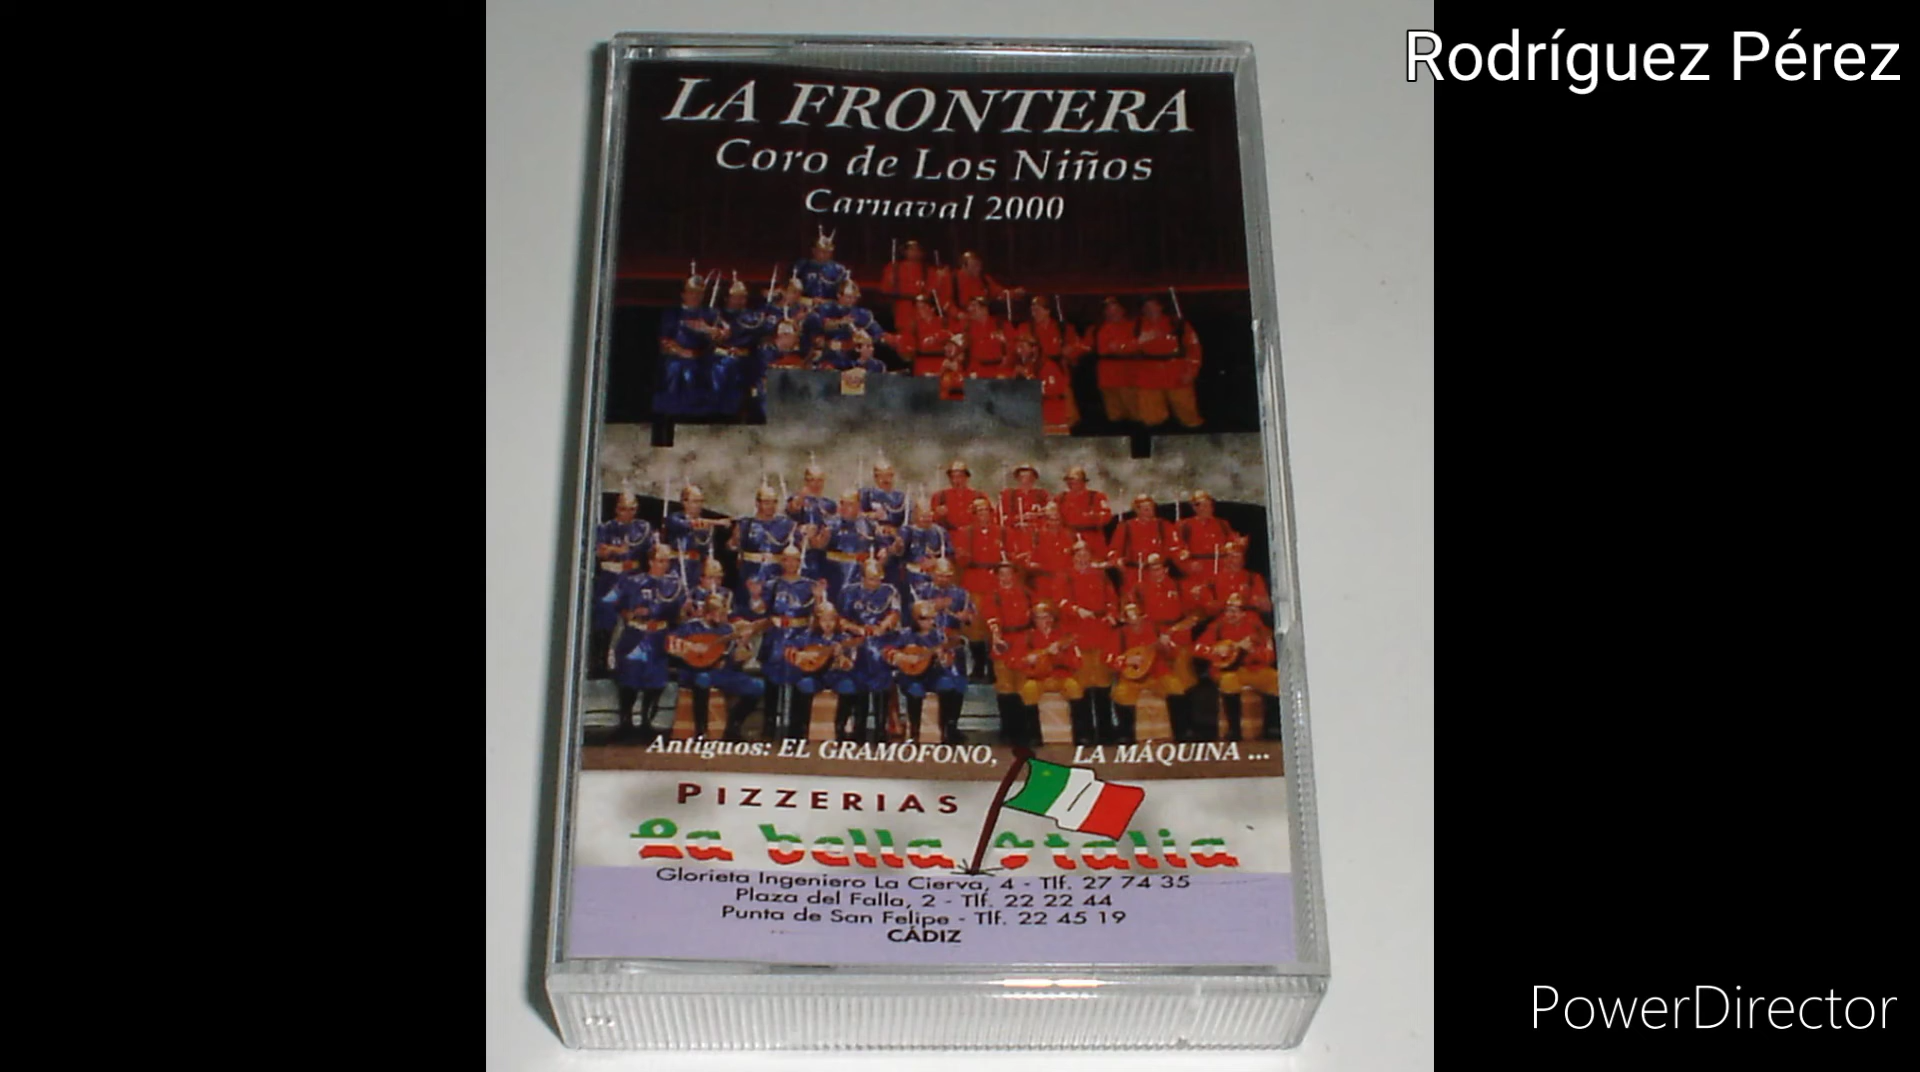 Rodríguez Pérez
LA FRONTERA
Coro de Los Niños
Carnaval 2000
Antiguos: EL GRAMÓFONO, LA MÁQUINA ...
PIZZERIAS
La bella Italia
Glorieta Ingeniero La Cierva, 4 - Tlf. 27 74 35
Plaza del Falla, 2 - Tlf. 22 22 44
Punta de San Felipe - Tlf. 22 45 19
CÁDIZ
PowerDirector